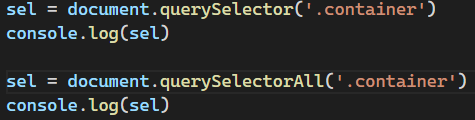 sel = document.querySelector('.container')
console.log(sel)
sel = document.querySelectorAll('.container')
console.log(sel)